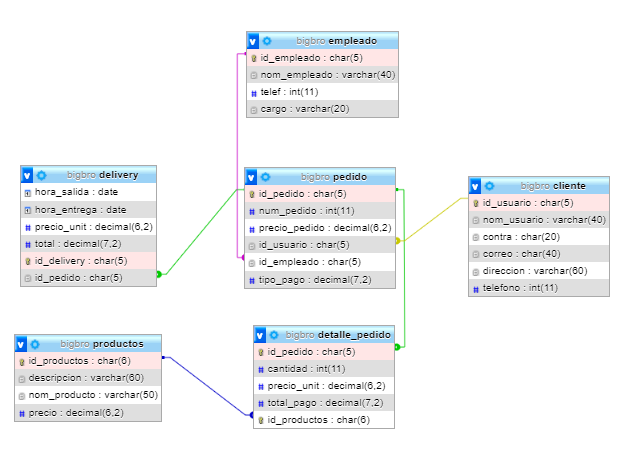 bigbro empleado
id_empleado : char(5)
nom_empleado : varchar(40)
telef : int(11)
cargo : varchar(20)
bigbro delivery
hora_salida : date
hora_entrega : date
precio_unit : decimal(6,2)
total : decimal(7,2)
id_delivery : char(5)
id_pedido : char(5)
bigbro pedido
id_pedido : char(5)
num_pedido : int(11)
precio_pedido : decimal(6,2)
id_usuario : char(5)
id_empleado : char(5)
tipo_pago : decimal(7,2)
bigbro cliente
id_usuario : char(5)
nom_usuario : varchar(40)
contra : char(20)
correo : char(40)
direccion : varchar(60)
telefono : int(11)
bigbro productos
id_productos : char(6)
descripcion : varchar(60)
nom_producto : varchar(50)
precio : decimal(6,2)
bigbro detalle_pedido
id_pedido : char(5)
cantidad : int(11)
precio_unit : decimal(6,2)
total_pago : decimal(7,2)
id_productos : char(6)